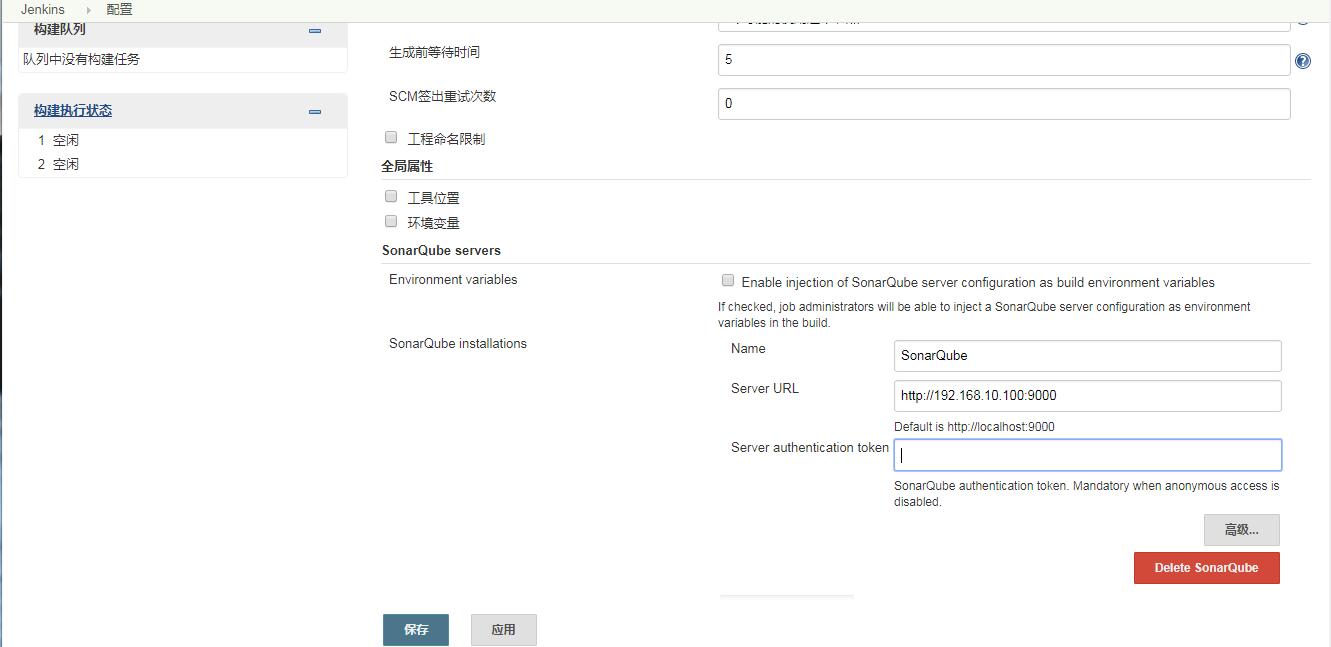 Jenkins 配置
构建队列
队列中没有构建任务
构建执行状态
1 空闲
2 空闲
生成前等待时间
5
SCM签出重试次数
0
工程命名限制
全局属性
工具位置
环境变量
SonarQube servers
Environment variables
Enable injection of SonarQube server configuration as build environment variables
If checked, job administrators will be able to inject a SonarQube server configuration as environment
variables in the build.
SonarQube installations
Name
SonarQube
Server URL
http://192.168.10.100:9000
Default is http://localhost:9000
Server authentication token
SonarQube authentication token. Mandatory when anonymous access is
disabled.
高级...
Delete SonarQube
保存
应用